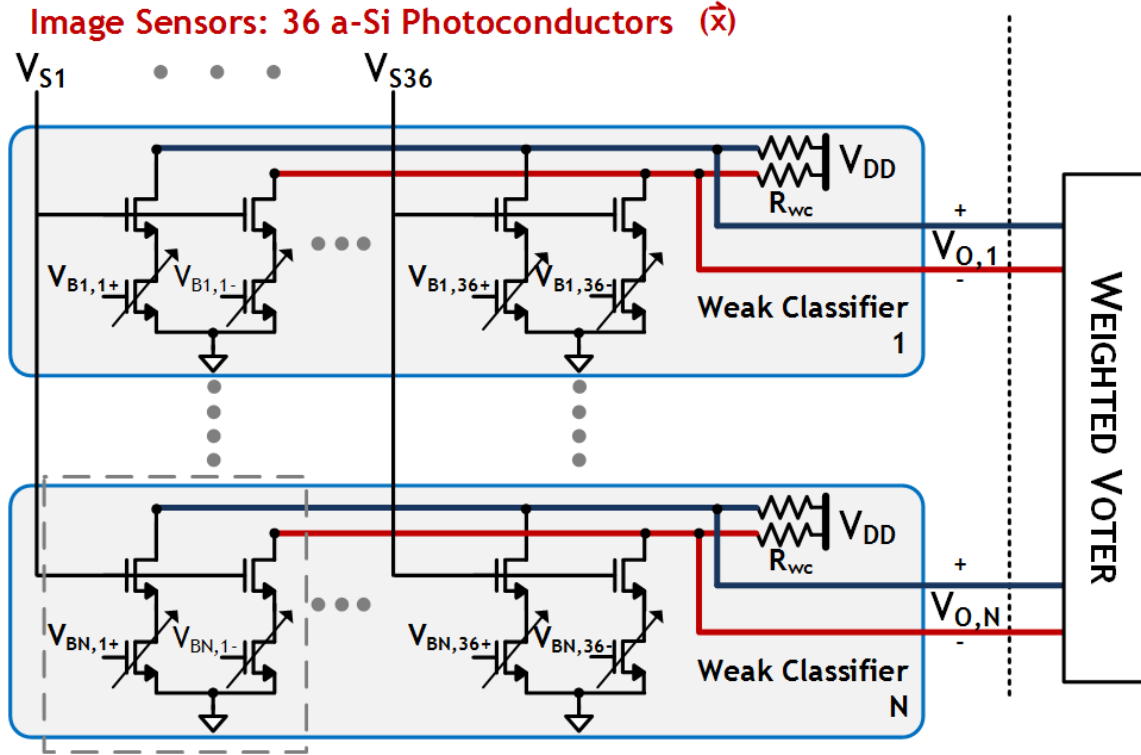 Image Sensors: 36 a-Si Photoconductors (x⃗)
VS1
VS36
VDD
Rwc
VB1,1+
VB1,1-
VB1,36+
VB1,36-
+
VO,1
-
Weak Classifier
1
VDD
Rwc
VBN,1+
VBN,1-
VBN,36+
VBN,36-
+
VO,N
-
Weak Classifier
N
WEIGHTED VOTER